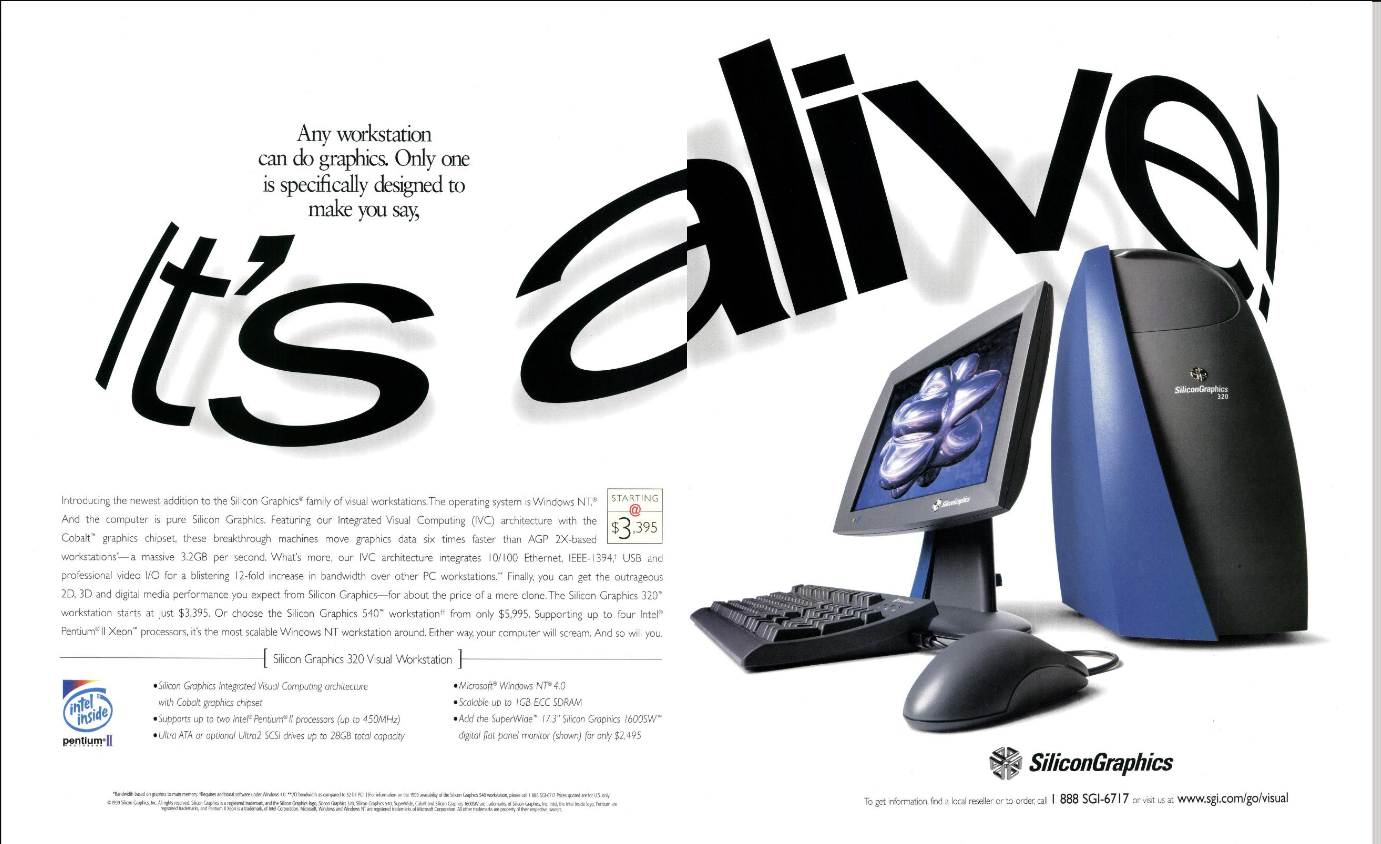 Any workstation
can do graphics. Only one
is specifically designed to
make you say,
It's alive!
Introducing the newest addition to the Silicon Graphics® family of visual workstations. The operating system is Windows NT.®
And the computer is pure Silicon Graphics. Featuring our Integrated Visual Computing (IVC) architecture with the
Cobalt™ graphics chipset, these breakthrough machines move graphics data six times faster than AGP 2X-based
workstations*—a massive 3.2GB per second. What's more, our IVC architecture integrates 10/100 Ethernet, IEEE-1394,† USB and
professional video I/O for a blistering 12-fold increase in bandwidth over other PC workstations.** Finally, you can get the outrageous
2D, 3D and digital media performance you expect from Silicon Graphics—for about the price of a mere clone. The Silicon Graphics 320™
workstation starts at just $3,395. Or choose the Silicon Graphics 540™ workstation†† from only $5,995. Supporting up to four Intel®
Pentium® II Xeon™ processors, it's the most scalable Windows NT workstation around. Either way, your computer will scream. And so will you.
STARTING
@
$3,395
[ Silicon Graphics 320 Visual Workstation ]
intel
inside
pentium® II
• Silicon Graphics Integrated Visual Computing architecture
with Cobalt graphics chipset
• Supports up to two Intel® Pentium® II processors (up to 450MHz)
• Ultra ATA or optional Ultra2 SCSI drives up to 28GB total capacity
• Microsoft® Windows NT® 4.0
• Scalable up to 1GB ECC SDRAM
• Add the SuperWide™ 17.3" Silicon Graphics 1600SW™
digital flat panel monitor (shown) for only $2,495
SiliconGraphics
SiliconGraphics
320
SiliconGraphics
To get information, find a local reseller or to order, call 1 888 SGI-6717 or visit us at www.sgi.com/go/visual